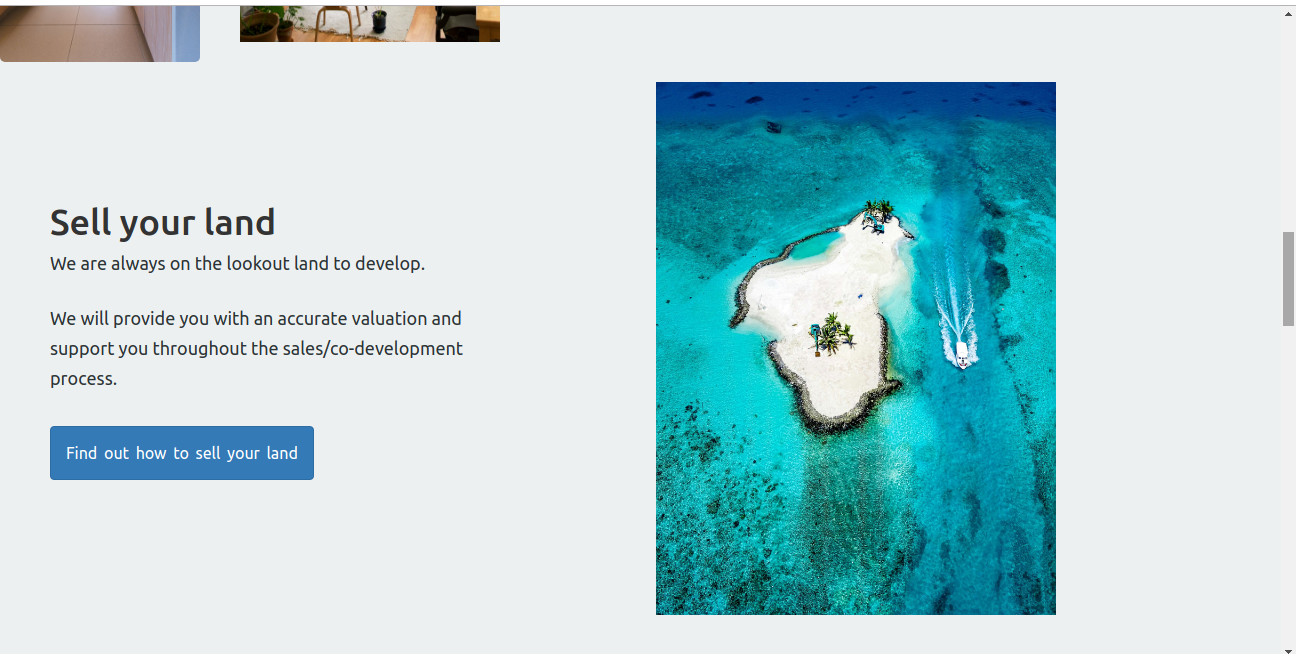 Sell your land
We are always on the lookout land to develop.
We will provide you with an accurate valuation and
support you throughout the sales/co-development
process.
Find out how to sell your land